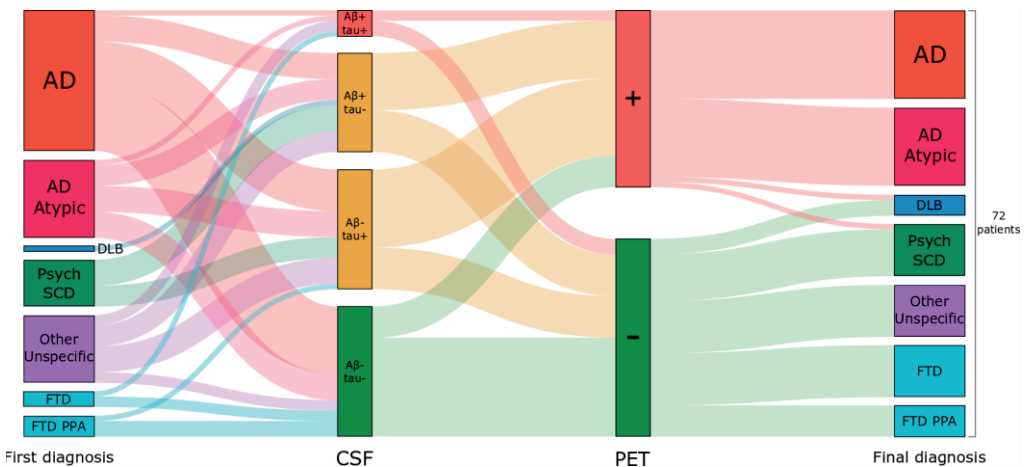 AD
AD
Atypic
DLB
Psych
SCD
Other
Unspecific
FTD
FTD PPA
First diagnosis
Aβ+
tau+
Aβ+
tau-
Aβ-
tau+
Aβ-
tau-
CSF
+
-
PET
AD
AD
Atypic
DLB
Psych
SCD
Other
Unspecific
FTD
FTD PPA
Final diagnosis
72
patients